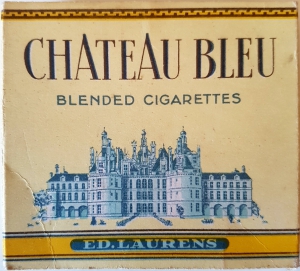 CHATEAU BLEU
BLENDED CIGARETTES
ED. LAURENS